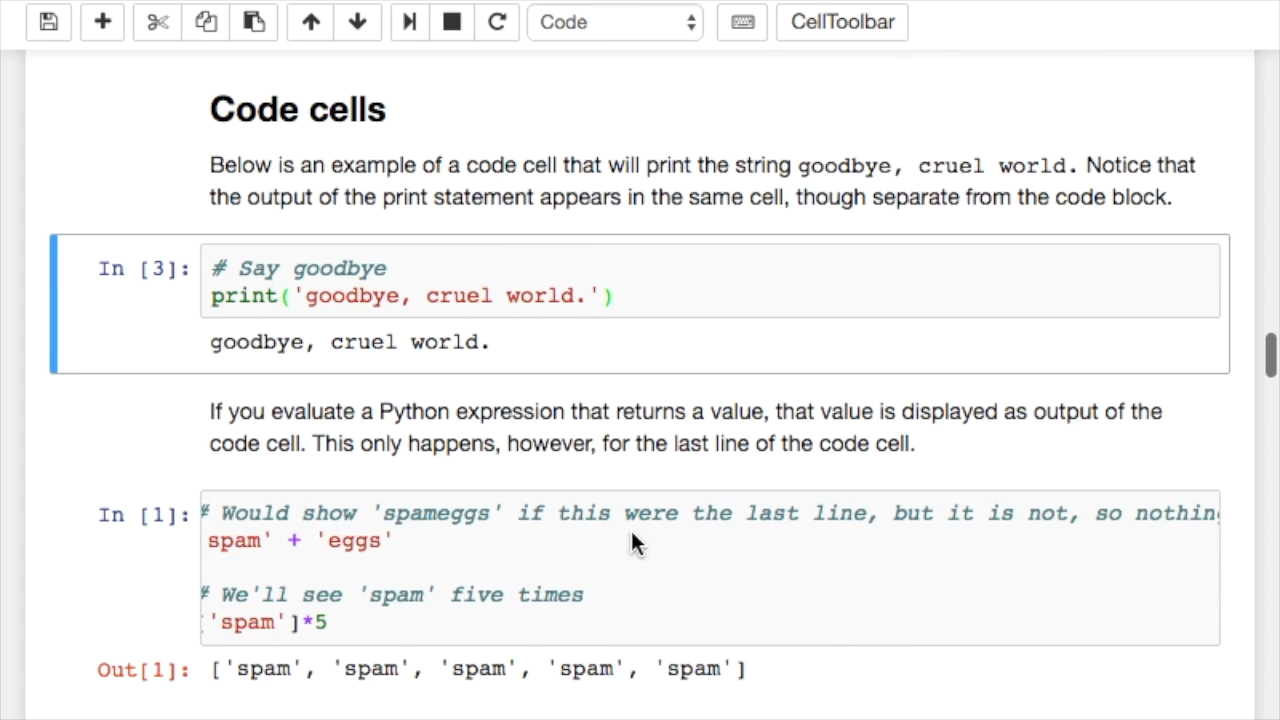 Code
CellToolbar
Code cells
Below is an example of a code cell that will print the string goodbye, cruel world. Notice that
the output of the print statement appears in the same cell, though separate from the code block.
In [3]:
# Say goodbye
print('goodbye, cruel world.')
goodbye, cruel world.
If you evaluate a Python expression that returns a value, that value is displayed as output of the
code cell. This only happens, however, for the last line of the code cell.
In [1]:
# Would show 'spameggs' if this were the last line, but it is not, so nothing
spam' + 'eggs'
# We'll see 'spam' five times
['spam']*5
Out[1]: ['spam', 'spam', 'spam', 'spam', 'spam']